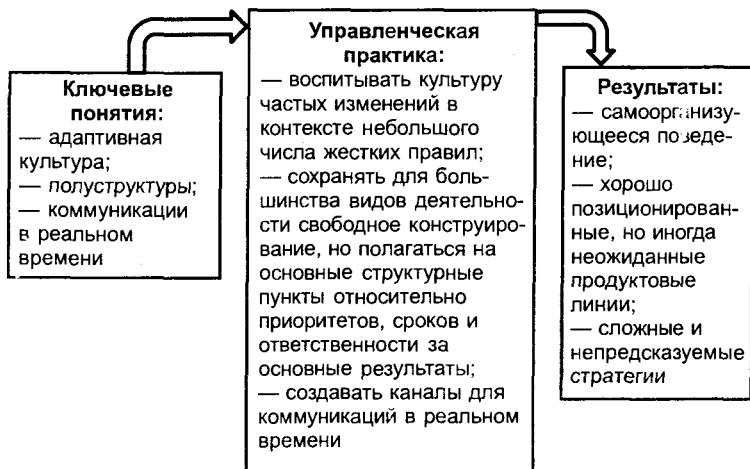 Ключевые
понятия:
— адаптивная
культура;
— полуструктуры;
— коммуникации
в реальном
времени
Управленческая
практика:
— воспитывать культуру
частых изменений в
контексте небольшого
числа жестких правил;
— сохранять для боль-
шинства видов деятельно-
сти свободное конструиро-
вание, но полагаться на
основные структурные
пункты относительно
приоритетов, сроков и
ответственности за
основные результаты;
— создавать каналы для
коммуникаций в реальном
времени
Результаты:
— самоорганизу-
ющееся поведе-
ние;
— хорошо
позиционирован-
ные, но иногда
неожиданные
продуктовые
линии;
— сложные и
непредсказуемые
стратегии